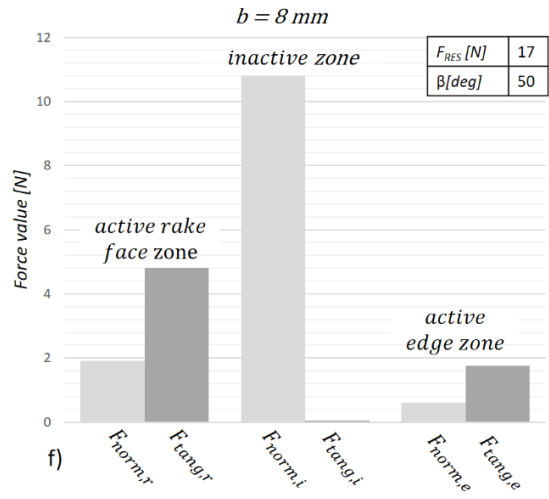 b = 8 mm
F_RES [N] 17
β[deg] 50
inactive zone
active rake
face zone
active
edge zone
Force value [N]
12
10
8
6
4
2
0
F_norm,r
F_tang,r
F_norm,i
F_tang,i
F_norm,e
F_tang,e
f)